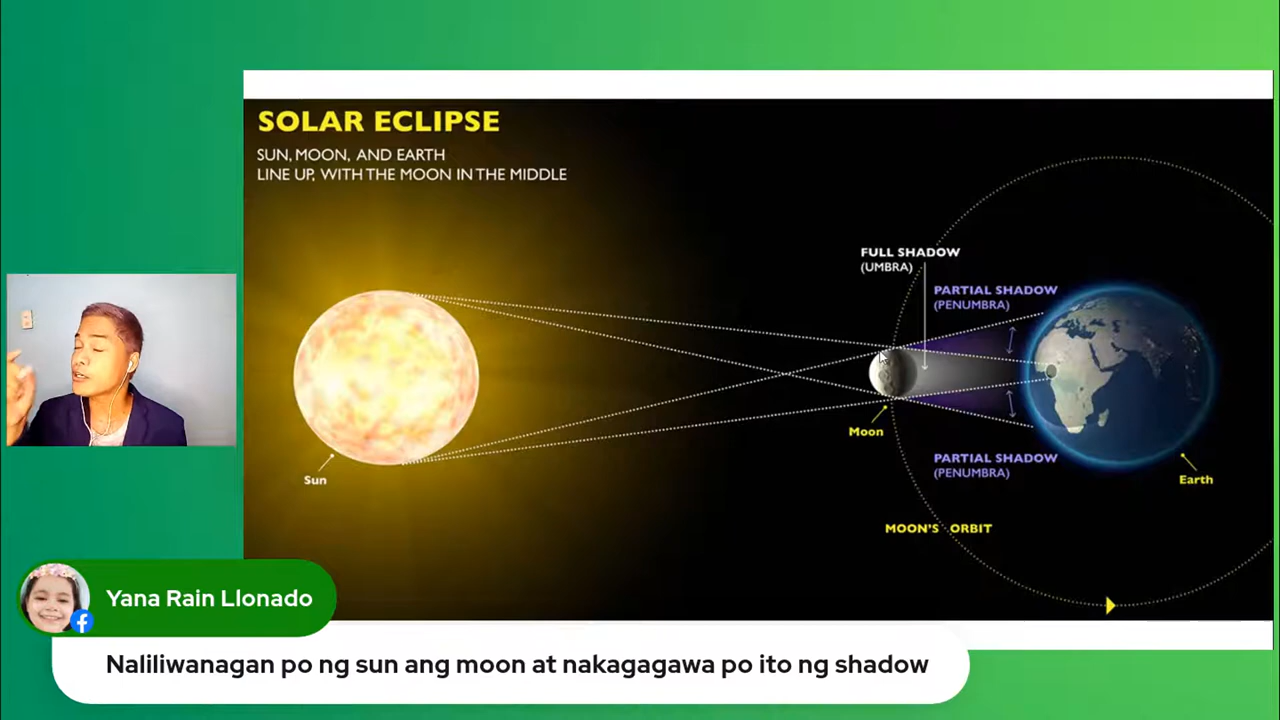 SOLAR ECLIPSE
SUN, MOON, AND EARTH
LINE UP, WITH THE MOON IN THE MIDDLE
FULL SHADOW
(UMBRA)
PARTIAL SHADOW
(PENUMBRA)
Moon
PARTIAL SHADOW
(PENUMBRA)
Sun
Earth
MOON'S ORBIT
Yana Rain Llonado
Naliliwanagan po ng sun ang moon at nakagagawa po ito ng shadow